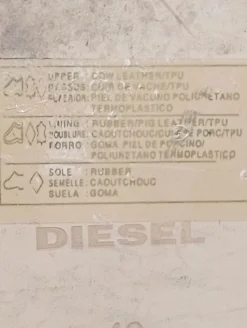 UPPER : COW LEATHER/TPU
DESSUS: CUIR DE VACHE/TPU
SUPERIOR: PIEL DE VACUNO POLIURETANO
TERMOPLASTICO
LINING : RUBBER/PIG LEATHER/TPU
DOUBLURE: CAOUTCHOUC/CUIR DE PORC/TPU
FORRO : GOMA PIEL DE PORCINO/
POLIURETANO TERMOPLASTICO
SOLE : RUBBER
SEMELLE: CAOUTCHOUC
SUELA : GOMA
DIESEL